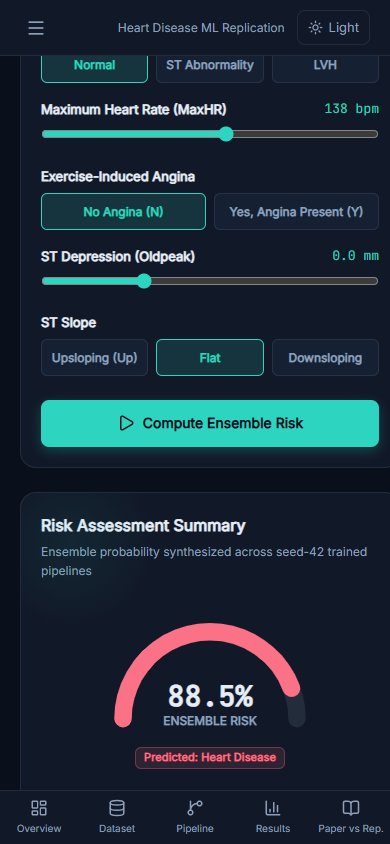 Heart Disease ML Replication
Light
Normal
ST Abnormality
LVH
Maximum Heart Rate (MaxHR)
138 bpm
Exercise-Induced Angina
No Angina (N)
Yes, Angina Present (Y)
ST Depression (Oldpeak)
0.0 mm
ST Slope
Upsloping (Up)
Flat
Downsloping
Compute Ensemble Risk
Risk Assessment Summary
Ensemble probability synthesized across seed-42 trained
pipelines
88.5%
ENSEMBLE RISK
Predicted: Heart Disease
Overview
Dataset
Pipeline
Results
Paper vs Rep.